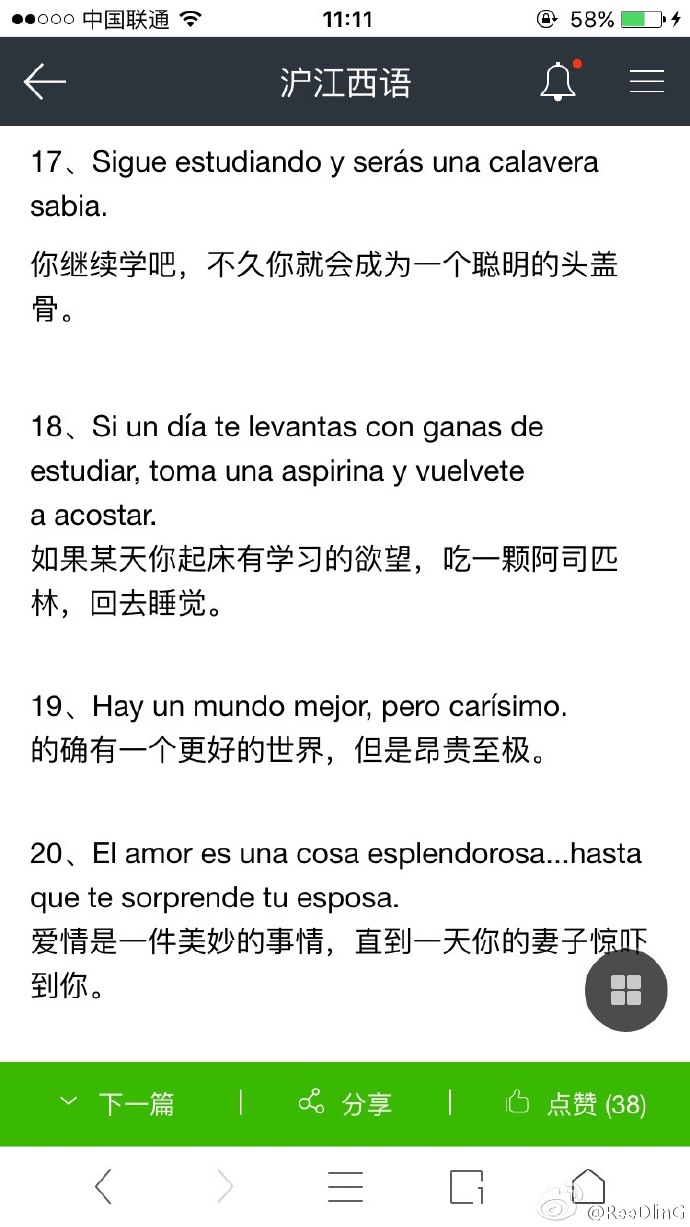 中国联通 11:11 58%
沪江西语
17、Sigue estudiando y serás una calavera
sabia.
你继续学吧，不久你就会成为一个聪明的头盖
骨。
18、Si un día te levantas con ganas de
estudiar, toma una aspirina y vuelvete
a acostar.
如果某天你起床有学习的欲望，吃一颗阿司匹
林，回去睡觉。
19、Hay un mundo mejor, pero carísimo.
的确有一个更好的世界，但是昂贵至极。
20、El amor es una cosa esplendorosa...hasta
que te sorprende tu esposa.
爱情是一件美妙的事情，直到一天你的妻子惊吓
到你。
下一篇 | 分享 | 点赞 (38)
1
@ReeDlinG